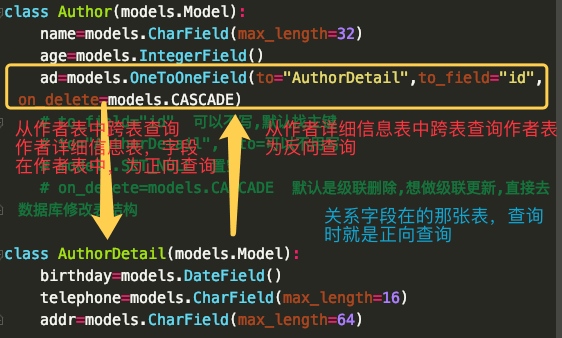 class Author(models.Model):
name=models.CharField(max_length=32)
age=models.IntegerField()
ad=models.OneToOneField(to="AuthorDetail",to_field="id",
on_delete=models.CASCADE)
# to_field="id" 可以不写,默认找主键
从作者表中跨表查询
作者详细信息表，字段
在作者表中，为正向查询
从作者详细信息表中跨表查询作者表
为反向查询
# on_delete=models.CASCADE 默认是级联删除,想做级联更新,直接去
数据库修改结构
关系字段在的那张表，查询
时就是正向查询
class AuthorDetail(models.Model):
birthday=models.DateField()
telephone=models.CharField(max_length=16)
addr=models.CharField(max_length=64)